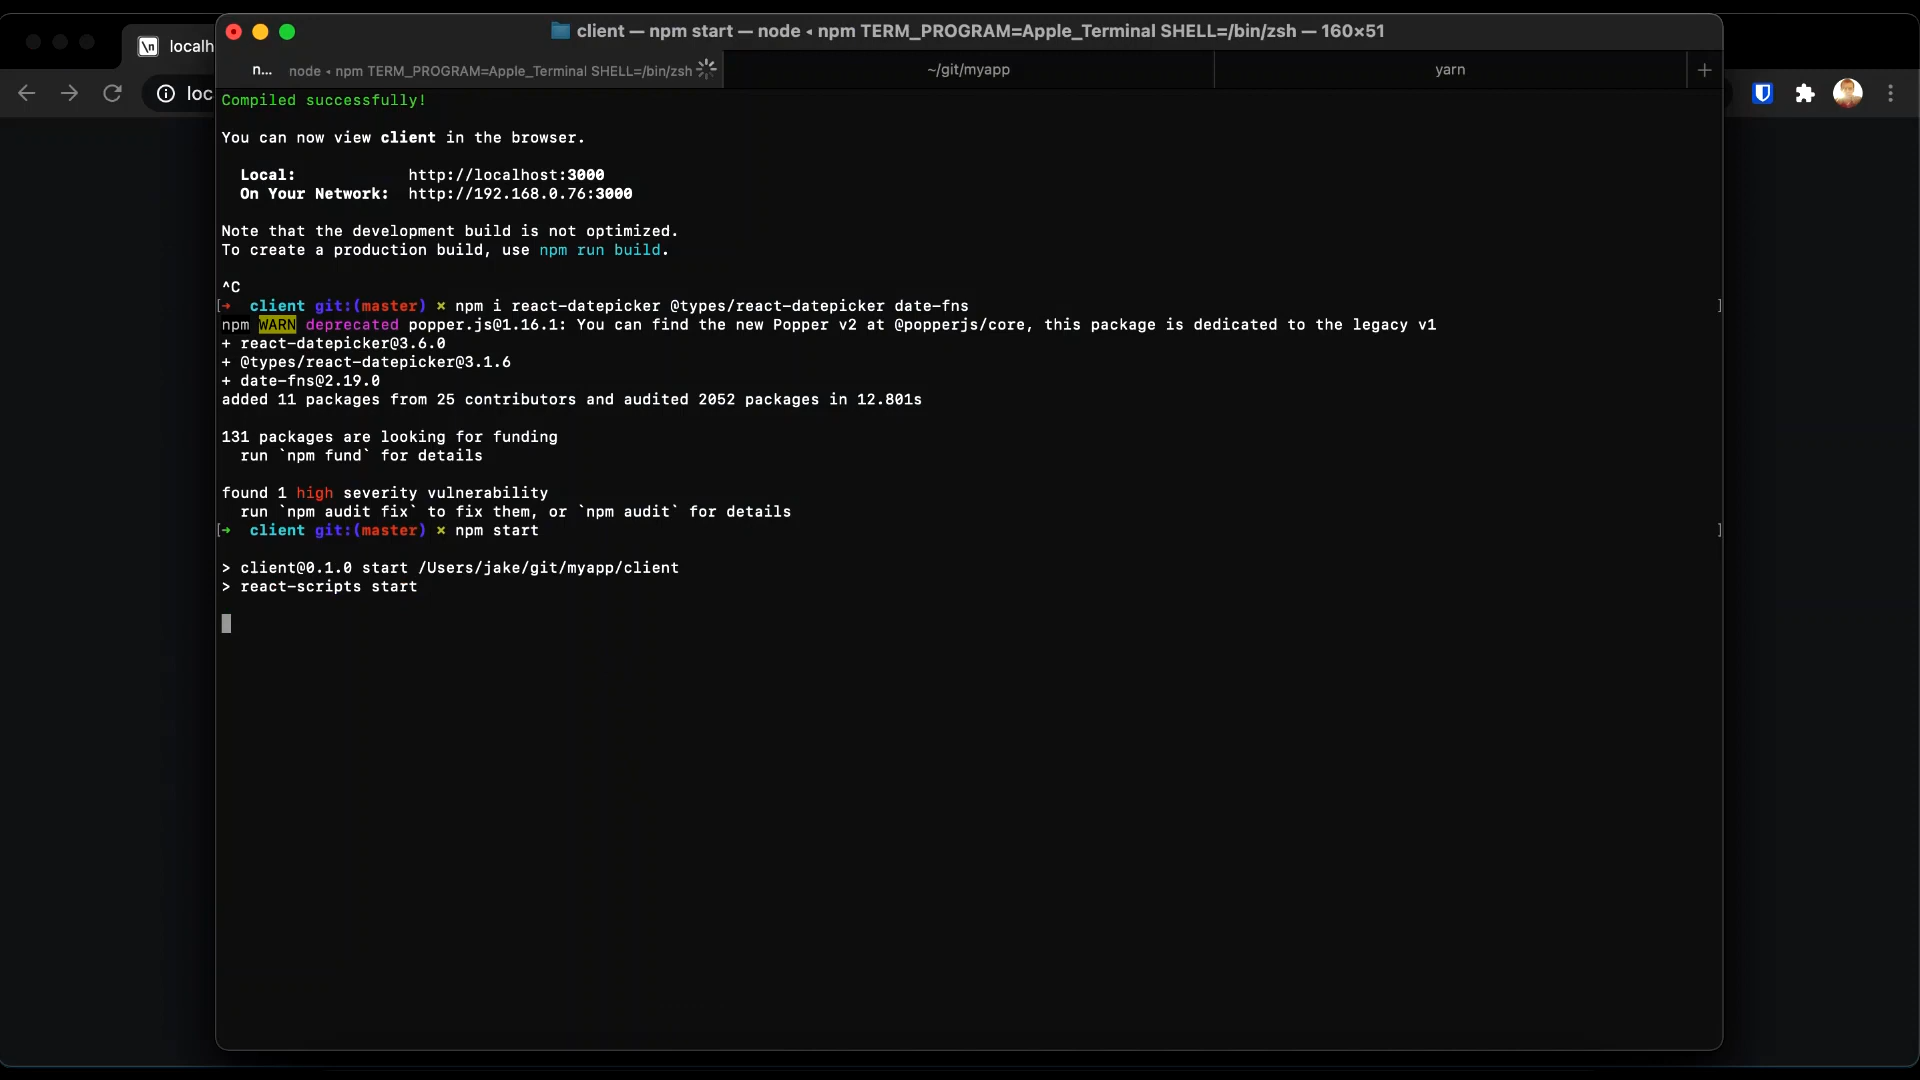 client — npm start — node ◂ npm TERM_PROGRAM=Apple_Terminal SHELL=/bin/zsh — 160×51
\n localh
n... node ◂ npm TERM_PROGRAM=Apple_Terminal SHELL=/bin/zsh
~/git/myapp
yarn
+
loc
Compiled successfully!
You can now view client in the browser.
Local: http://localhost:3000
On Your Network: http://192.168.0.76:3000
Note that the development build is not optimized.
To create a production build, use npm run build.
^C
[→ client git:(master) × npm i react-datepicker @types/react-datepicker date-fns ]
npm WARN deprecated popper.js@1.16.1: You can find the new Popper v2 at @popperjs/core, this package is dedicated to the legacy v1
+ react-datepicker@3.6.0
+ @types/react-datepicker@3.1.6
+ date-fns@2.19.0
added 11 packages from 25 contributors and audited 2052 packages in 12.801s
131 packages are looking for funding
run `npm fund` for details
found 1 high severity vulnerability
run `npm audit fix` to fix them, or `npm audit` for details
[→ client git:(master) × npm start ]
> client@0.1.0 start /Users/jake/git/myapp/client
> react-scripts start